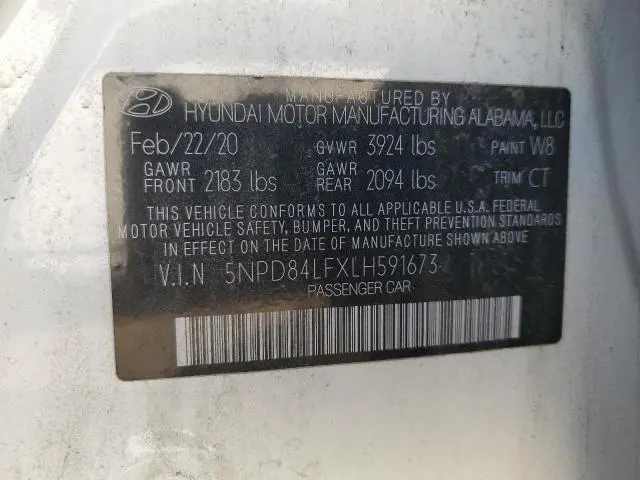 MANUFACTURED BY
HYUNDAI MOTOR MANUFACTURING ALABAMA, LLC
Feb/22/20 GVWR 3924 lbs PAINT W8
GAWR FRONT 2183 lbs GAWR REAR 2094 lbs TRIM CT
THIS VEHICLE CONFORMS TO ALL APPLICABLE U.S.A. FEDERAL
MOTOR VEHICLE SAFETY, BUMPER, AND THEFT PREVENTION STANDARDS
IN EFFECT ON THE DATE OF MANUFACTURE SHOWN ABOVE.
V.I.N 5NPD84LFXLH591673
PASSENGER CAR